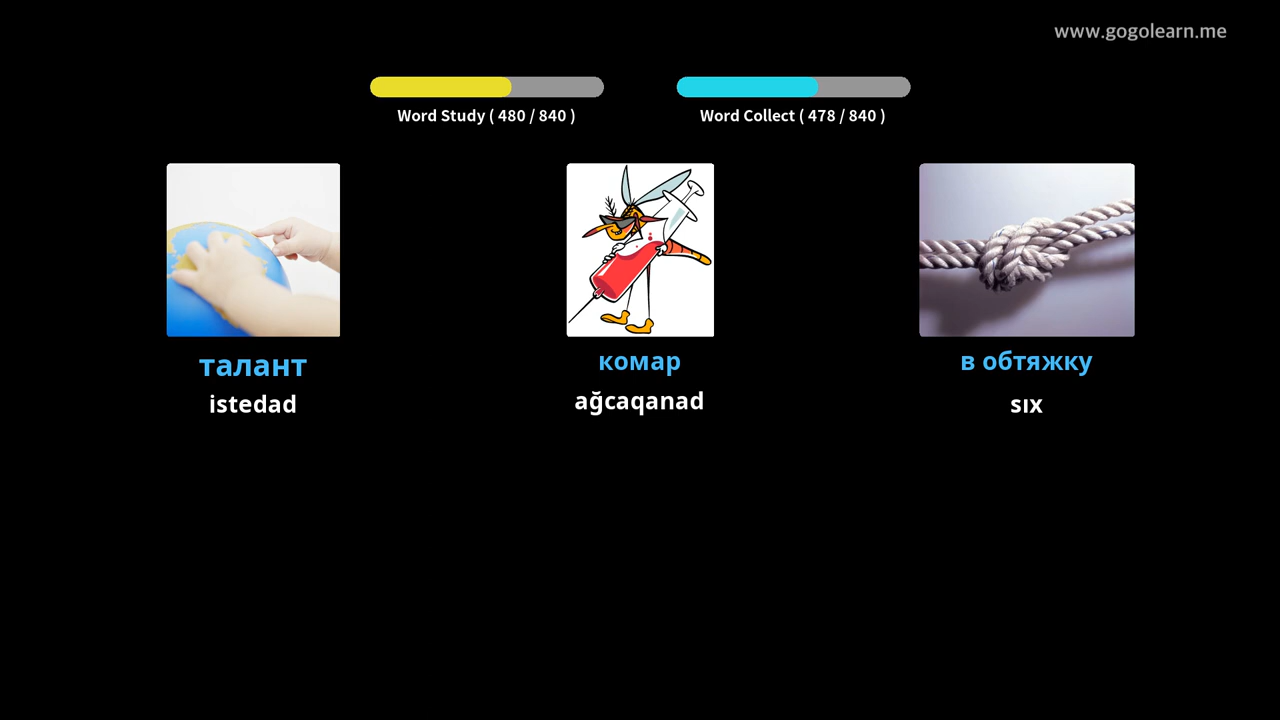 www.gogolearn.me
Word Study ( 480 / 840 )
Word Collect ( 478 / 840 )
талант
комар
в обтяжку
istedad
ağcaqanad
sıx